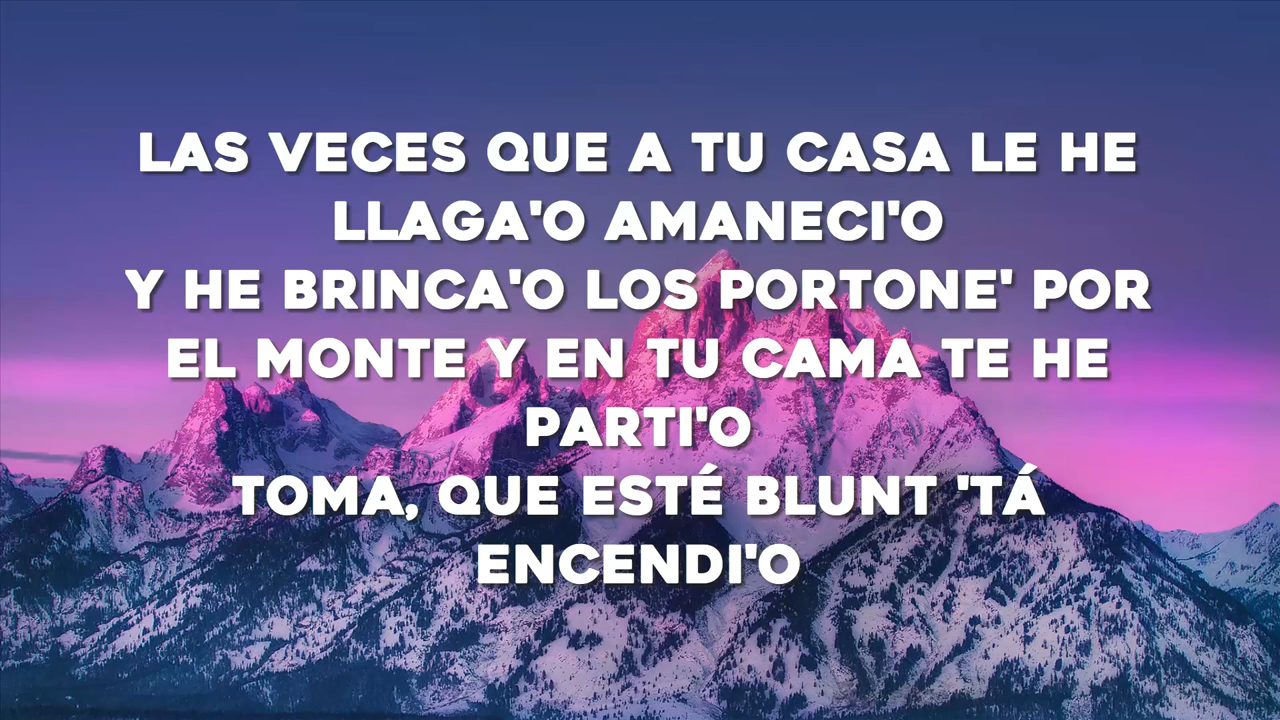 LAS VECES QUE A TU CASA LE HE
LLAGA'O AMANECI'O
Y HE BRINCA'O LOS PORTONE' POR
EL MONTE Y EN TU CAMA TE HE
PARTI'O
TOMA, QUE ESTÉ BLUNT 'TÁ
ENCENDI'O